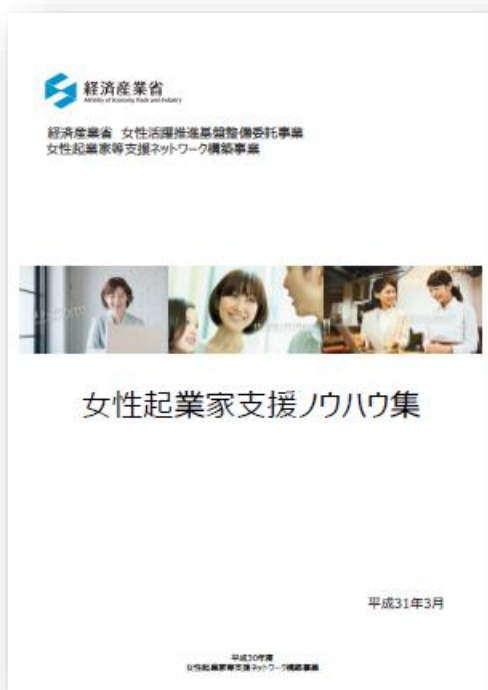 経済産業省
Ministry of Economy, Trade and Industry
経済産業省 女性活躍推進基盤整備委託事業
女性起業家等支援ネットワーク構築事業
女性起業家支援ノウハウ集
平成31年3月
平成30年度
女性起業家等支援ネットワーク構築事業